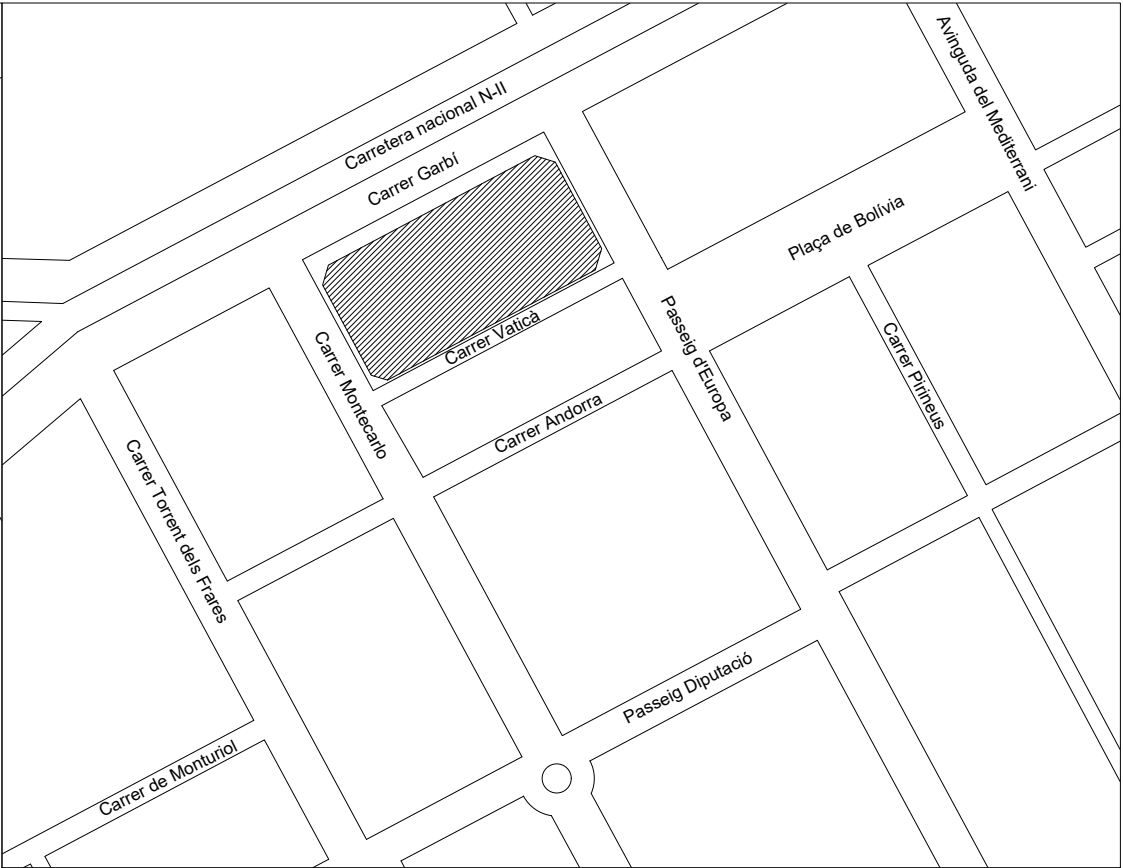 Avinguda del Mediterrani
Carretera nacional N-II
Carrer Garbí
Plaça de Bolívia
Carrer Vaticà
Passeig d'Europa
Carrer Montecarlo
Carrer Pirineus
Carrer Andorra
Carrer Torrent dels Frares
Passeig Diputació
Carrer de Monturiol